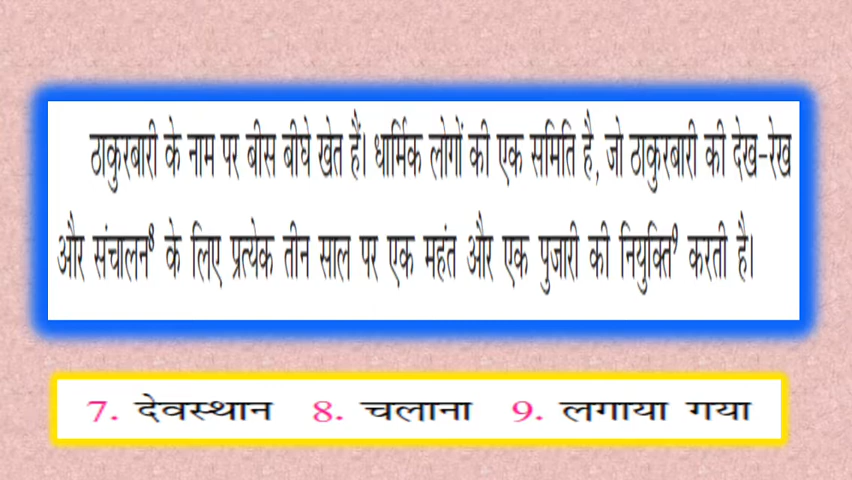 ठाकुरबारी के नाम पर बीस बीघे खेत हैं। धार्मिक लोगों की एक समिति है, जो ठाकुरबारी की देख-रेख
और संचालन⁸ के लिए प्रत्येक तीन साल पर एक महंत और एक पुजारी की नियुक्ति⁹ करती है।
7. देवस्थान 8. चलाना 9. लगाया गया